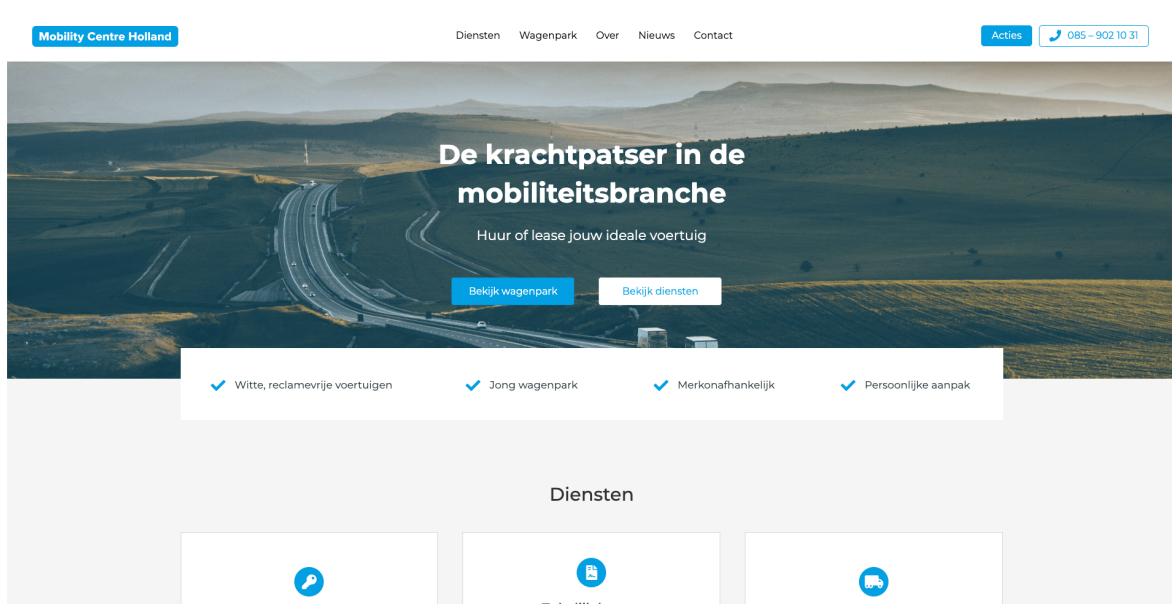 Mobility Centre Holland
Diensten Wagenpark Over Nieuws Contact
Acties
085 – 902 10 31
De krachtpatser in de
mobiliteitsbranche
Huur of lease jouw ideale voertuig
Bekijk wagenpark
Bekijk diensten
Witte, reclamevrije voertuigen
Jong wagenpark
Merkonafhankelijk
Persoonlijke aanpak
Diensten